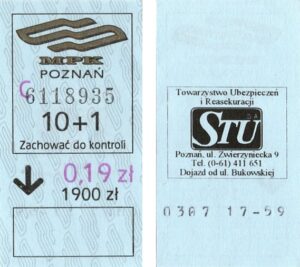 MPK
POZNAŃ
G 6118935
10+1
Zachować do kontroli
0,19 zł
1900 zł
Towarzystwo Ubezpieczeń
i Reasekuracji
STU
S.A.
Poznań, ul. Zwierzyniecka 9
Tel. (0-61) 411 651
Dojazd od ul. Bukowskiej
0307 17-59